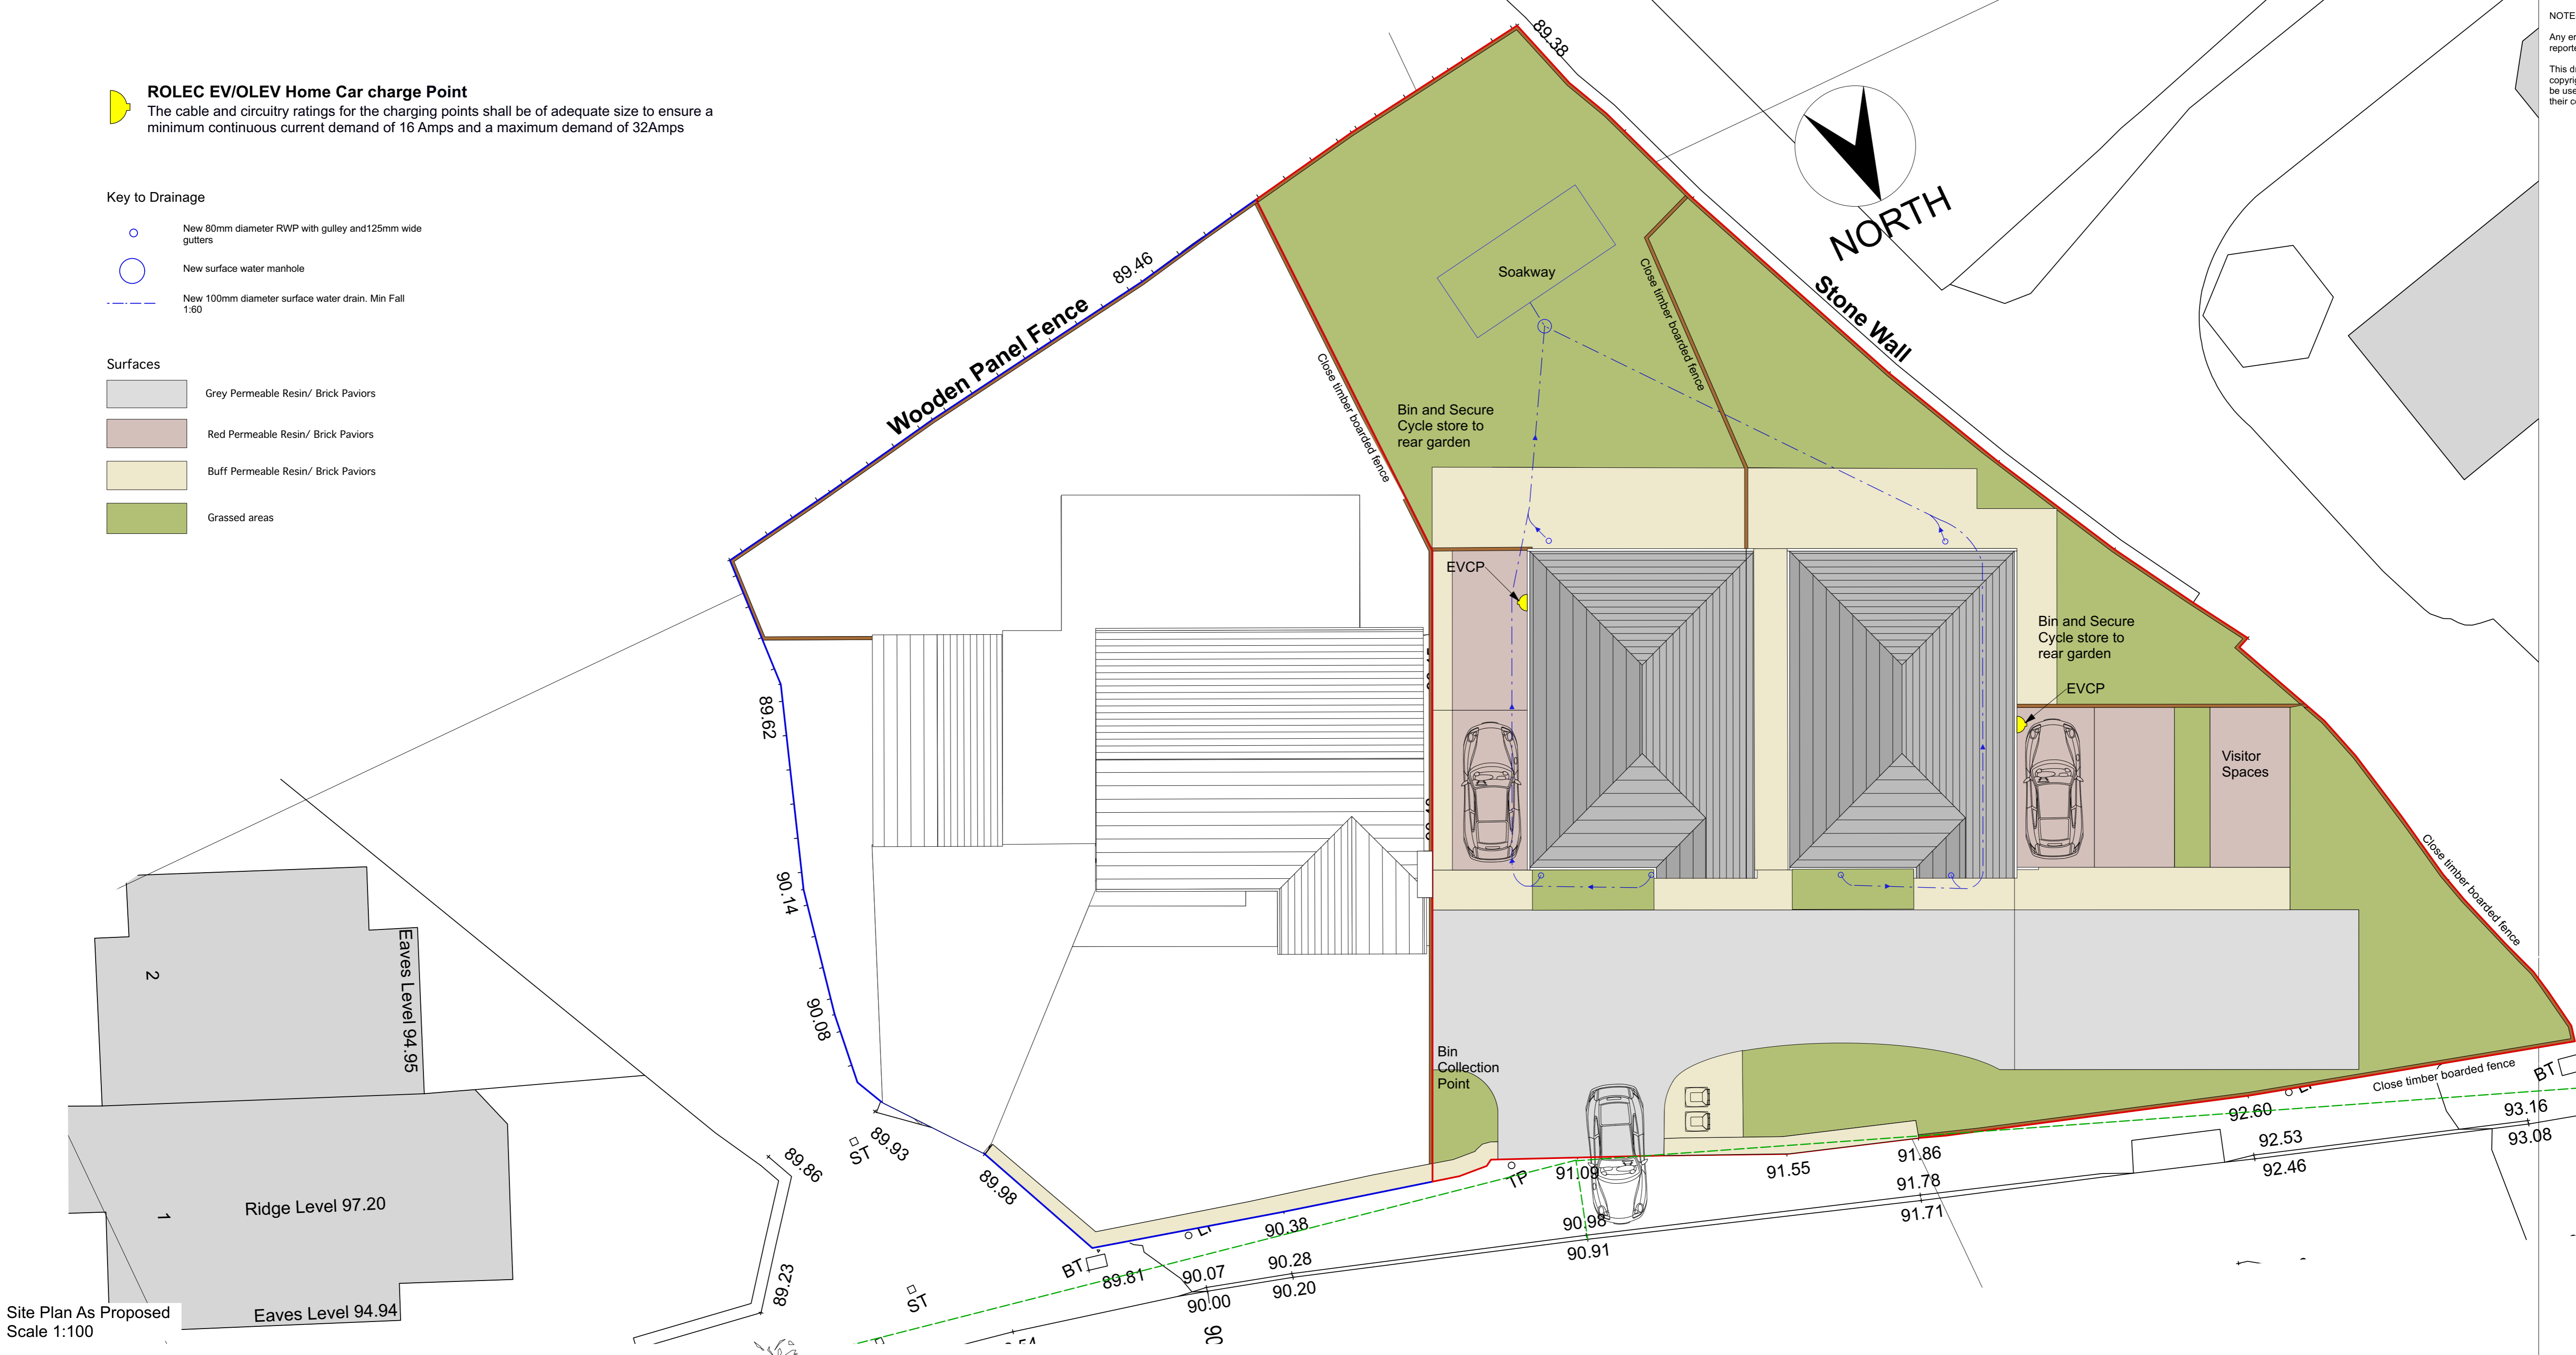 ROLEC EV/OLEV Home Car charge Point
The cable and circuitry ratings for the charging points shall be of adequate size to ensure a
minimum continuous current demand of 16 Amps and a maximum demand of 32Amps
Key to Drainage
New 80mm diameter RWP with gulley and125mm wide
gutters
New surface water manhole
New 100mm diameter surface water drain. Min Fall
1:60
Surfaces
Grey Permeable Resin/ Brick Paviors
Red Permeable Resin/ Brick Paviors
Buff Permeable Resin/ Brick Paviors
Grassed areas
NOTE
Any
This
be
their
89.38
NORTH
Stone Wall
89.46
Wooden Panel Fence
Soakway
Close timber boarded fence
Close timber boarded fence
Bin and Secure
Cycle store to
rear garden
EVCP
Bin and Secure
Cycle store to
rear garden
EVCP
Visitor
Spaces
Close timber boarded fence
89.62
90.14
90.08
2
Eaves Level 94.95
1
Ridge Level 97.20
Eaves Level 94.94
Bin
Collection
Point
Close timber boarded fence
BT
ST
89.93
89.86
89.98
89.23
TP
91.09
91.55
91.86
91.78
91.71
92.60
92.53
92.46
93.16
93.08
90.98
90.91
90.38
90.28
90.20
BT
89.81
90.07
90.00
ST
90
Site Plan As Proposed
Scale 1:100